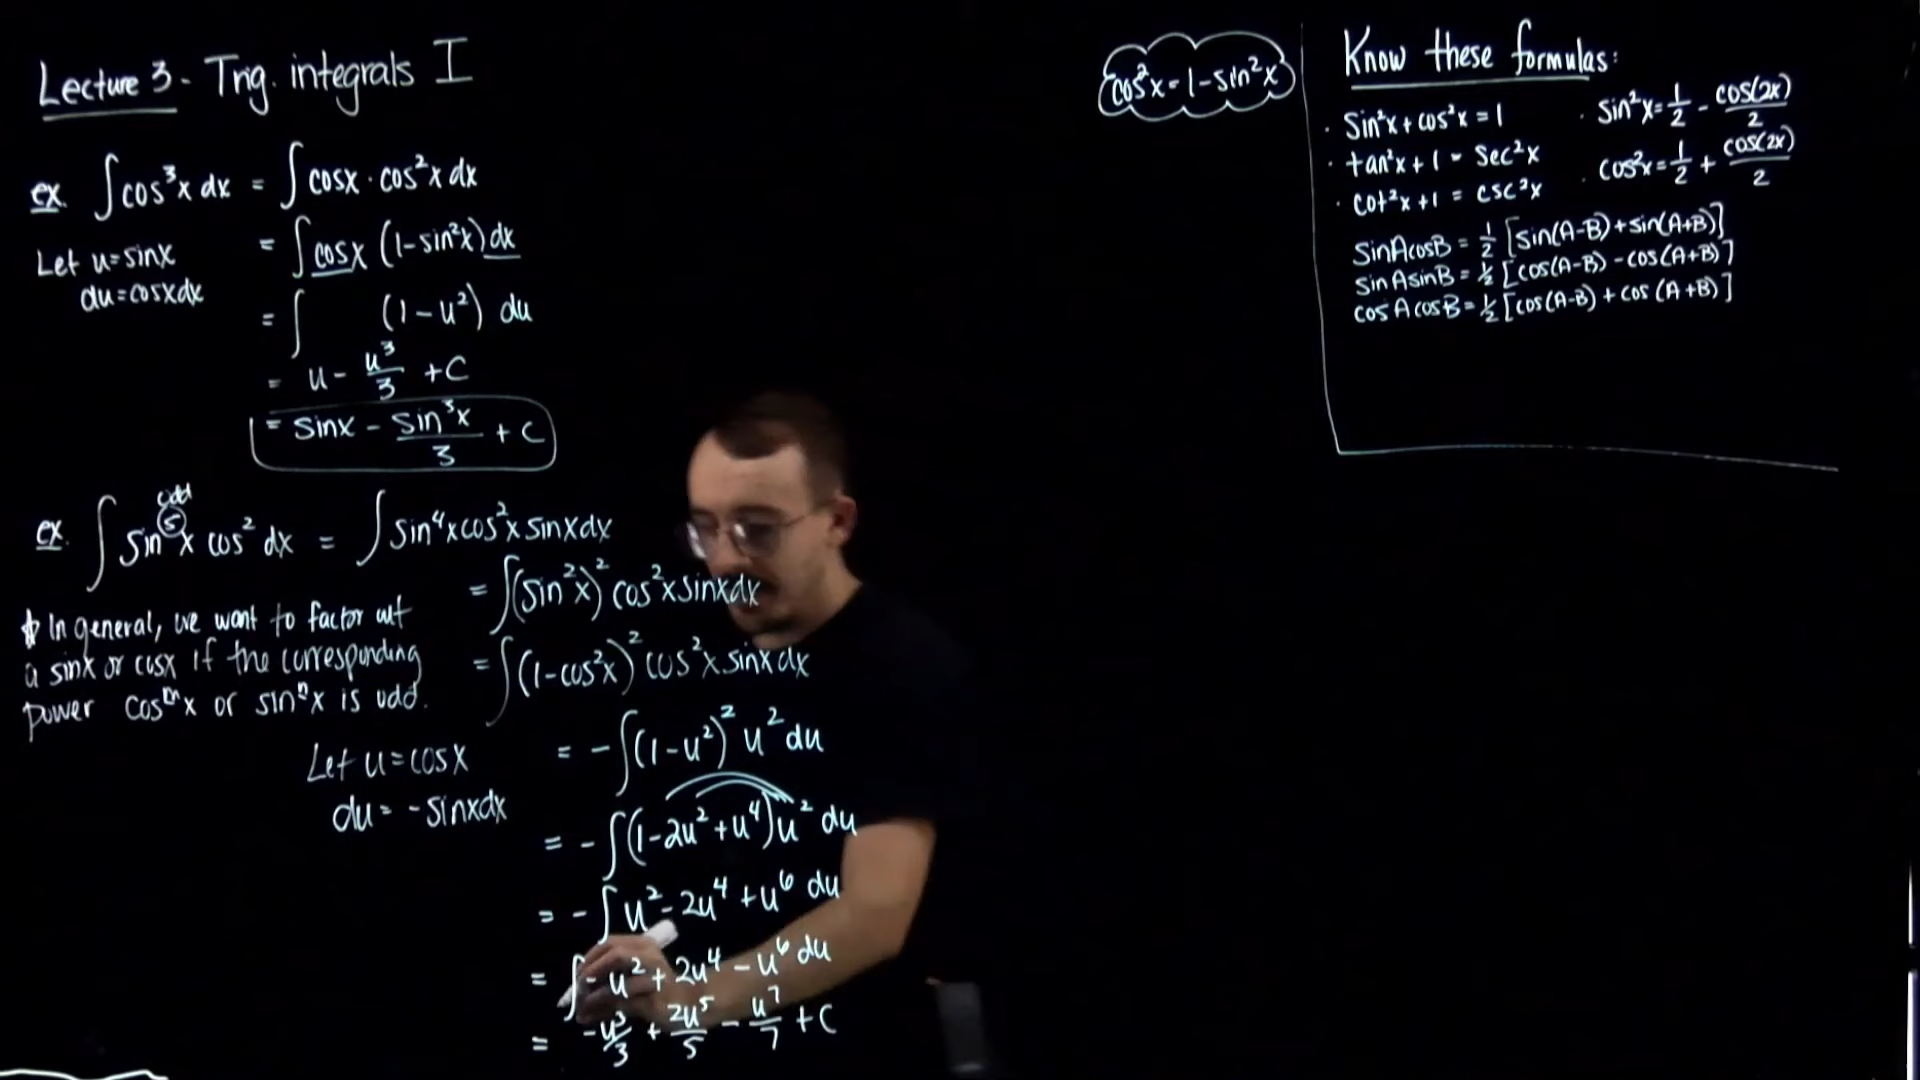 Lecture 3 - Trig. integrals I
ex. ∫cos³x dx = ∫cosx · cos²x dx
Let u=sinx
du=cosxdx
= ∫cosx (1-sin²x)dx
= ∫ (1-u²) du
= u - u³/3 + C
= sinx - sin³x/3 + C
odd
ex. ∫sin⁵x cos² dx = ∫sin⁴xcos²x sinxdx
= ∫(sin²x)² cos²xsinxdx
= ∫(1-cos²x)² cos²x sinxdx
In general, we want to factor out
a sinx or cosx if the corresponding
power cosᵐx or sinⁿx is odd.
Let u=cosx
du = -sinxdx
= -∫(1-u²)² u² du
= -∫(1-2u²+u⁴)u² du
= -∫u²-2u⁴+u⁶ du
= ∫-u²+2u⁴-u⁶ du
= -u³/3 + 2u⁵/5 - u⁷/7 + C
cos²x=1-sin²x
Know these formulas:
· sin²x+cos²x=1
· tan²x+1 = sec²x
· cot²x+1 = csc²x
· sin²x=1/2 - cos(2x)/2
· cos²x=1/2 + cos(2x)/2
sinAcosB = 1/2 [sin(A-B)+sin(A+B)]
sinAsinB = 1/2 [cos(A-B)-cos(A+B)]
cosAcosB = 1/2 [cos(A-B)+cos(A+B)]